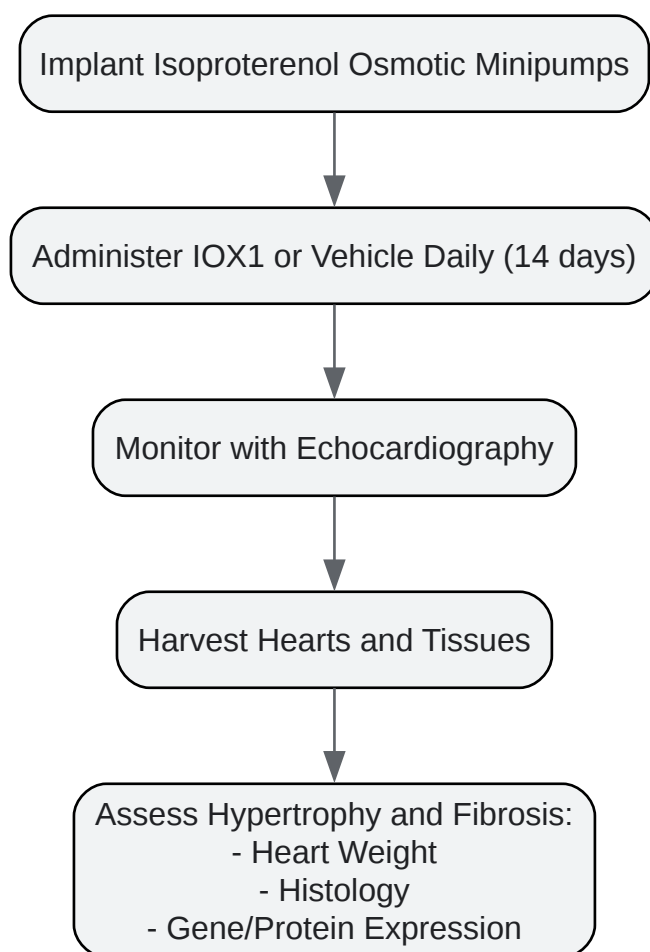 Implant Isoproterenol Osmotic Minipumps
Administer IOX1 or Vehicle Daily (14 days)
Monitor with Echocardiography
Harvest Hearts and Tissues
Assess Hypertrophy and Fibrosis:
- Heart Weight
- Histology
- Gene/Protein Expression